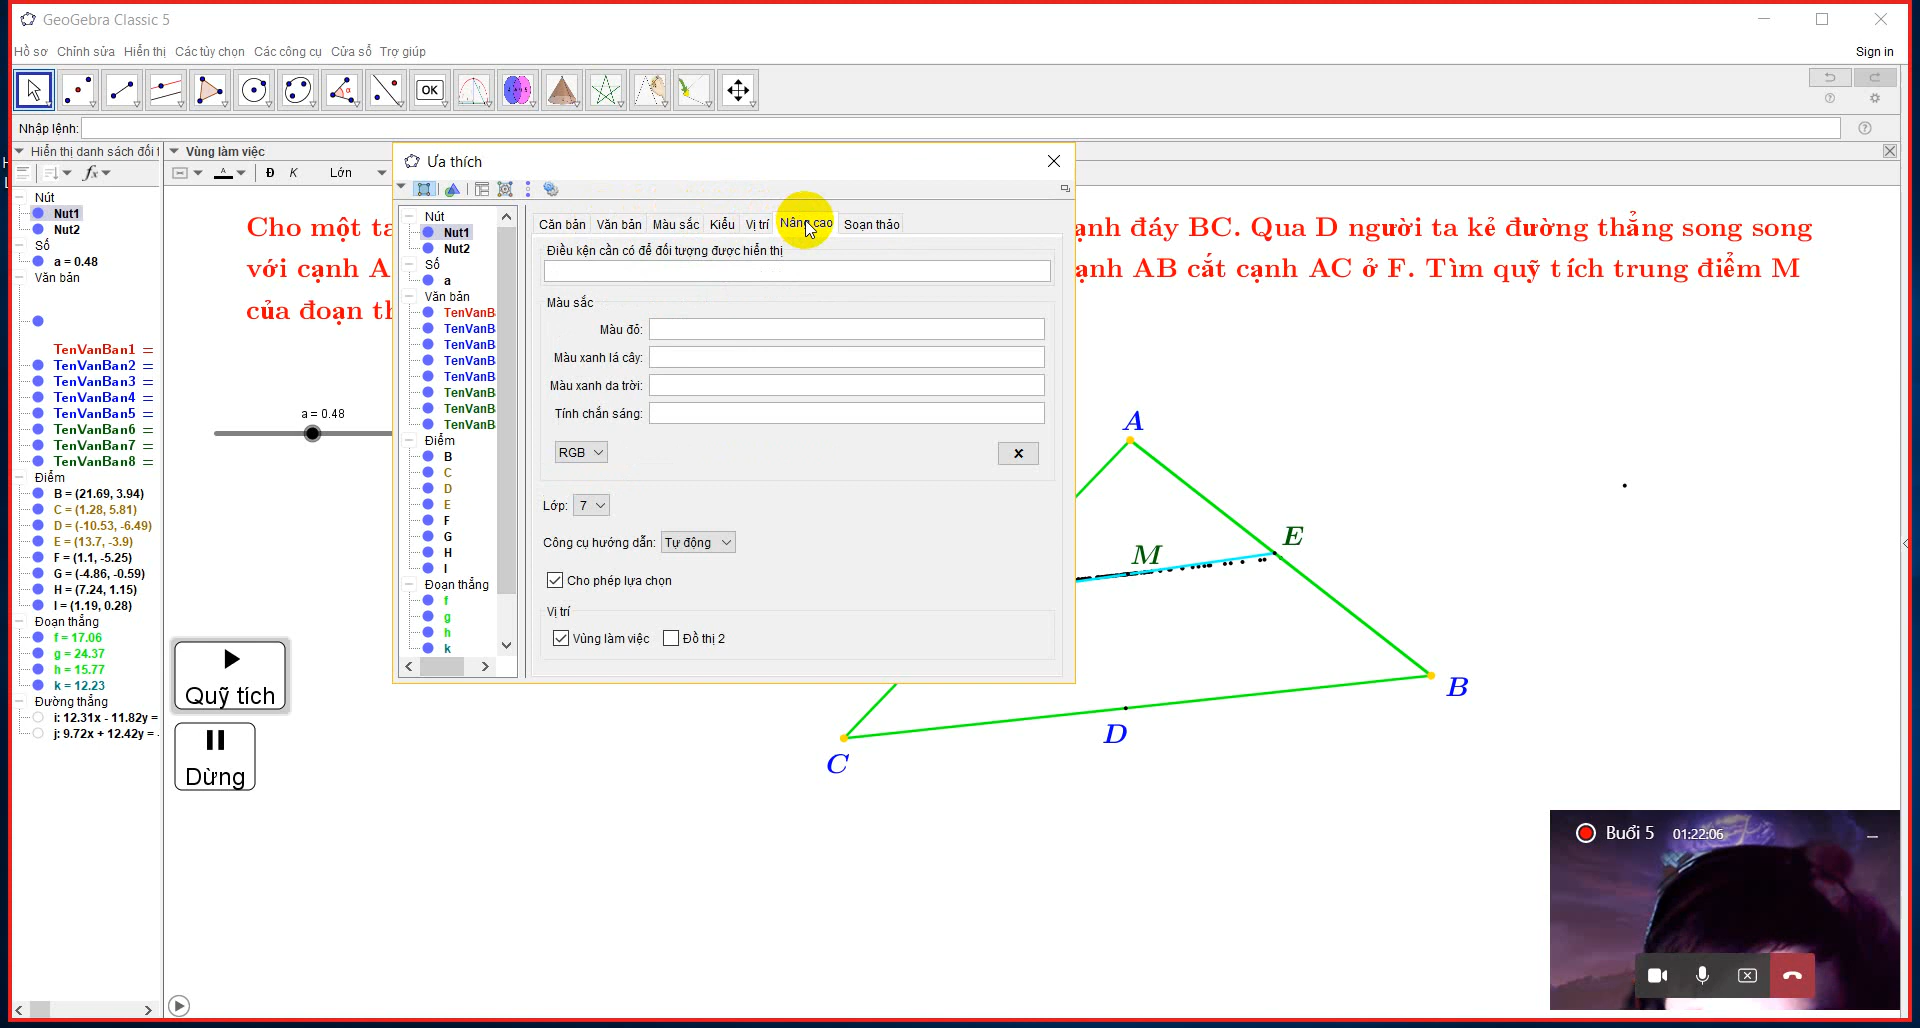 GeoGebra Classic 5
Hồ sơ Chỉnh sửa Hiển thị Các tùy chọn Các công cụ Cửa sổ Trợ giúp
Sign in
OK
Nhập lệnh:
Hiển thị danh sách đối t
Vùng làm việc
Đ K Lớn
Nút
Nut1
Nut2
Số
a = 0.48
Văn bản
TenVanBan1 =
TenVanBan2 =
TenVanBan3 =
TenVanBan4 =
TenVanBan5 =
TenVanBan6 =
TenVanBan7 =
TenVanBan8 =
Điểm
B = (21.69, 3.94)
C = (1.28, 5.81)
D = (-10.53, -6.49)
E = (13.7, -3.9)
F = (1.1, -5.25)
G = (-4.86, -0.59)
H = (7.24, 1.15)
I = (1.19, 0.28)
Đoạn thẳng
f = 17.06
g = 24.37
h = 15.77
k = 12.23
Đường thẳng
i: 12.31x - 11.82y =
j: 9.72x + 12.42y = -
Cho một ta
với cạnh A
của đoạn th
ạnh đáy BC. Qua D người ta kẻ đường thẳng song song
ạnh AB cắt cạnh AC ở F. Tìm quỹ tích trung điểm M
a = 0.48
Quỹ tích
Dừng
Ưa thích
Nút
Nut1
Nut2
Số
a
Văn bản
TenVanB
TenVanB
TenVanB
TenVanB
TenVanB
TenVanB
TenVanB
TenVanB
Điểm
B
C
D
E
F
G
H
I
Đoạn thẳng
f
g
h
k
Căn bản Văn bản Màu sắc Kiểu Vị trí Nâng cao Soạn thảo
Điều kện cần có để đối tượng được hiển thị
Màu sắc
Màu đỏ:
Màu xanh lá cây:
Màu xanh da trời:
Tính chắn sáng:
RGB
x
Lớp: 7
Công cụ hướng dẫn: Tự động
Cho phép lựa chọn
Vị trí
Vùng làm việc Đồ thị 2
A
E
M
B
D
C
Buổi 5 01:22:06